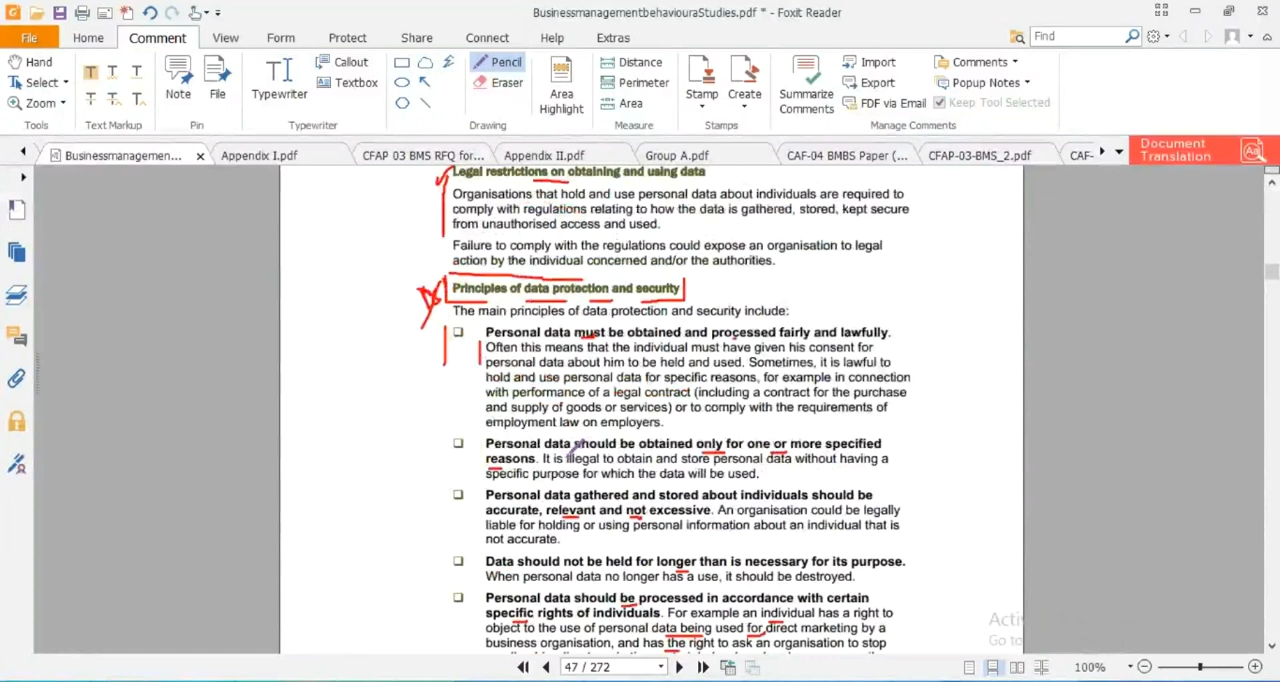 BusinessmanagementbehaviouraStudies.pdf * - Foxit Reader
File Home Comment View Form Protect Share Connect Help Extras Find
Hand Callout Pencil Distance Import Comments
Select Textbox Eraser Perimeter Export Popup Notes
Zoom Note File Typewriter Area Highlight Area Stamp Create Summarize Comments FDF via Email Keep Tool Selected
Tools Text Markup Pin Typewriter Drawing Measure Stamps Manage Comments
Businessmanagemen... Appendix I.pdf CFAP 03 BMS RFQ for... Appendix II.pdf Group A.pdf CAF-04 BMBS Paper (... CFAP-03-BMS_2.pdf CAF- Document Translation
Legal restrictions on obtaining and using data
Organisations that hold and use personal data about individuals are required to
comply with regulations relating to how the data is gathered, stored, kept secure
from unauthorised access and used.
Failure to comply with the regulations could expose an organisation to legal
action by the individual concerned and/or the authorities.
Principles of data protection and security
The main principles of data protection and security include:
Personal data must be obtained and processed fairly and lawfully.
Often this means that the individual must have given his consent for
personal data about him to be held and used. Sometimes, it is lawful to
hold and use personal data for specific reasons, for example in connection
with performance of a legal contract (including a contract for the purchase
and supply of goods or services) or to comply with the requirements of
employment law on employers.
Personal data should be obtained only for one or more specified
reasons. It is illegal to obtain and store personal data without having a
specific purpose for which the data will be used.
Personal data gathered and stored about individuals should be
accurate, relevant and not excessive. An organisation could be legally
liable for holding or using personal information about an individual that is
not accurate.
Data should not be held for longer than is necessary for its purpose.
When personal data no longer has a use, it should be destroyed.
Personal data should be processed in accordance with certain
specific rights of individuals. For example an individual has a right to
object to the use of personal data being used for direct marketing by a
business organisation, and has the right to ask an organisation to stop
Activ
Go to
47 / 272 100%